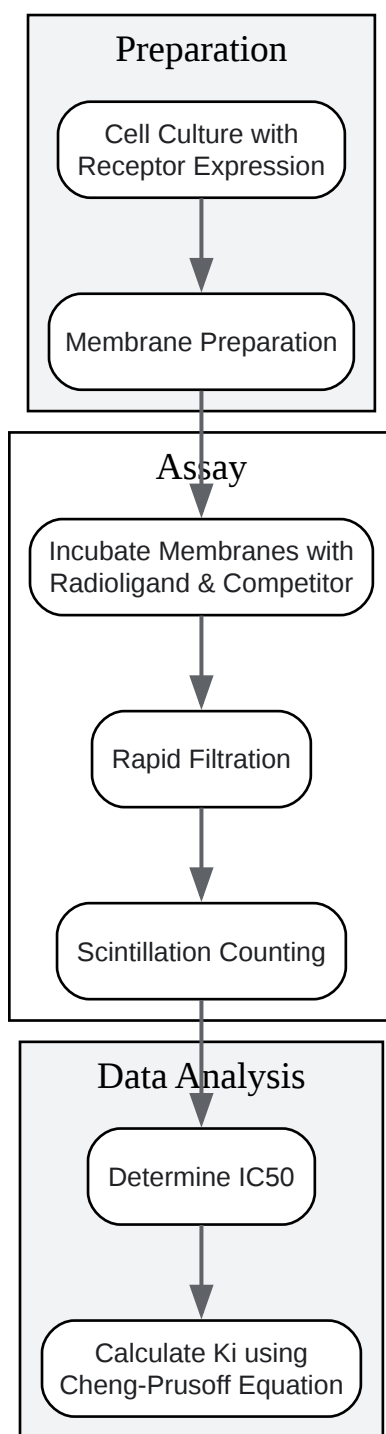 Preparation
Cell Culture with
Receptor Expression
Membrane Preparation
Assay
Incubate Membranes with
Radioligand & Competitor
Rapid Filtration
Scintillation Counting
Data Analysis
Determine IC50
Calculate Ki using
Cheng-Prusoff Equation